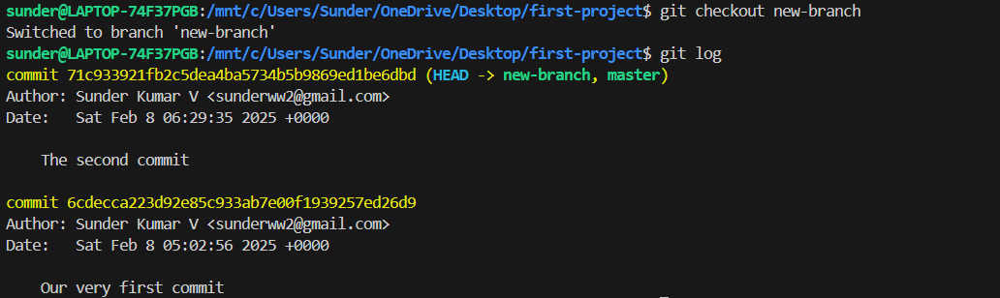 sunder@LAPTOP-74F37PGB:/mnt/c/Users/Sunder/OneDrive/Desktop/first-project$ git checkout new-branch
Switched to branch 'new-branch'
sunder@LAPTOP-74F37PGB:/mnt/c/Users/Sunder/OneDrive/Desktop/first-project$ git log
commit 71c933921fb2c5dea4ba5734b5b9869ed1be6dbd (HEAD -> new-branch, master)
Author: Sunder Kumar V <sunderww2@gmail.com>
Date:   Sat Feb 8 06:29:35 2025 +0000
    The second commit
commit 6cdecca223d92e85c933ab7e00f1939257ed26d9
Author: Sunder Kumar V <sunderww2@gmail.com>
Date:   Sat Feb 8 05:02:56 2025 +0000
    Our very first commit